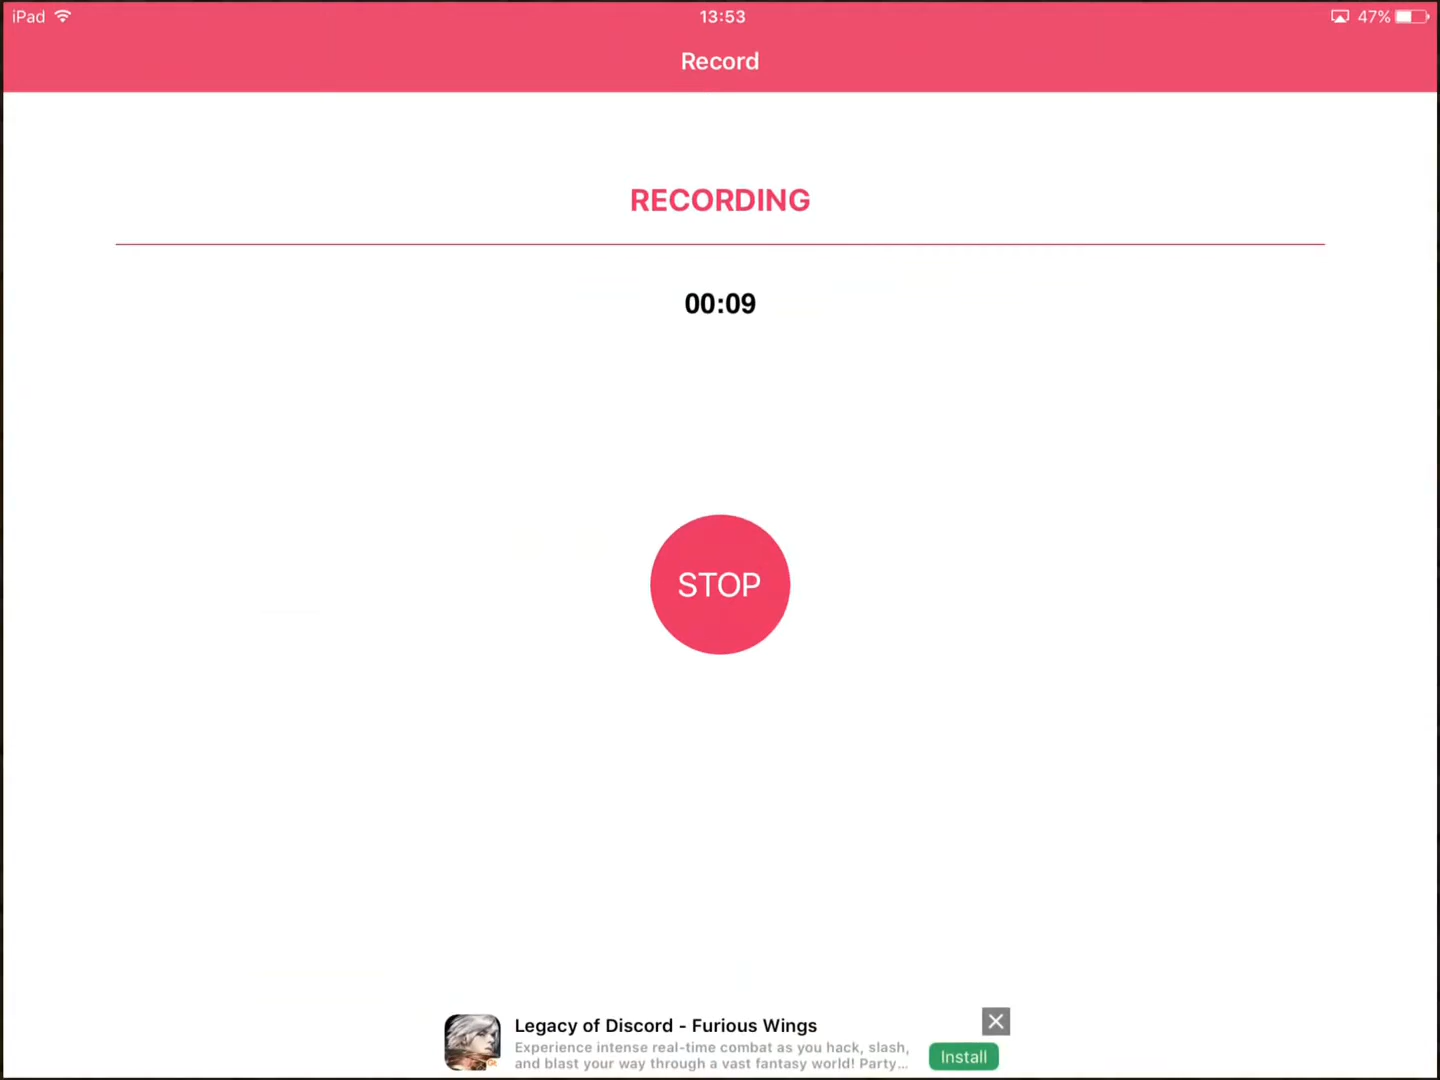 iPad
13:53
47%
Record
RECORDING
00:09
STOP
Legacy of Discord - Furious Wings
Experience intense real-time combat as you hack, slash,
and blast your way through a vast fantasy world! Party...
Install